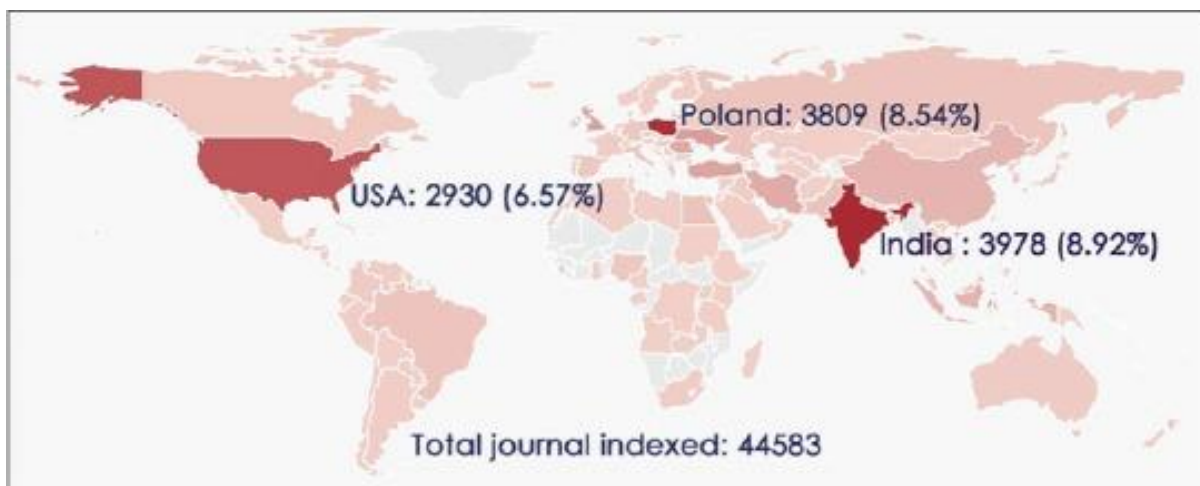 Poland: 3809 (8.54%)
USA: 2930 (6.57%)
India : 3978 (8.92%)
Total journal indexed: 44583